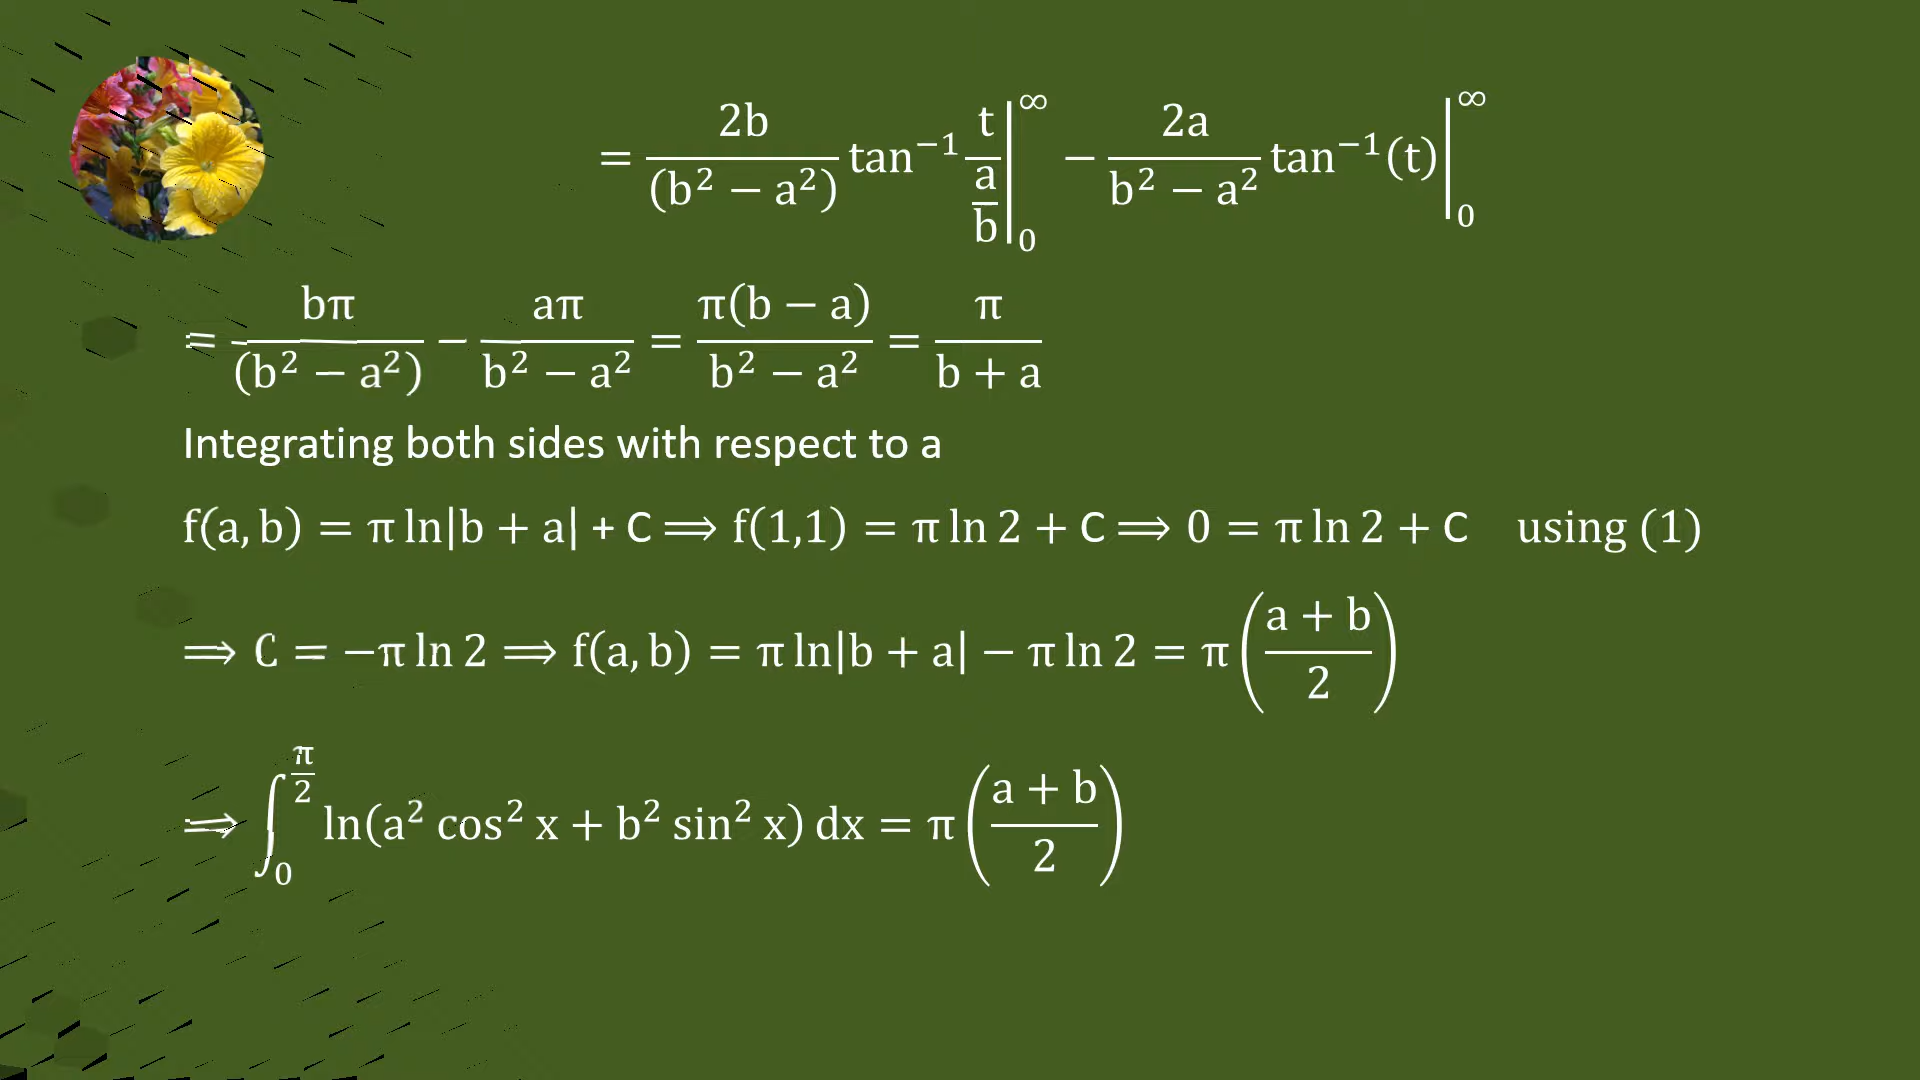 = 2b/(b² − a²) tan⁻¹ t/(a/b) |₀^∞ − 2a/(b² − a²) tan⁻¹(t) |₀^∞
= bπ/(b² − a²) − aπ/(b² − a²) = π(b − a)/(b² − a²) = π/(b + a)
Integrating both sides with respect to a
f(a, b) = π ln|b + a| + C ⟹ f(1,1) = π ln 2 + C ⟹ 0 = π ln 2 + C using (1)
⟹ C = −π ln 2 ⟹ f(a, b) = π ln|b + a| − π ln 2 = π((a + b)/2)
⟹ ∫₀^(π/2) ln(a² cos² x + b² sin² x) dx = π((a + b)/2)